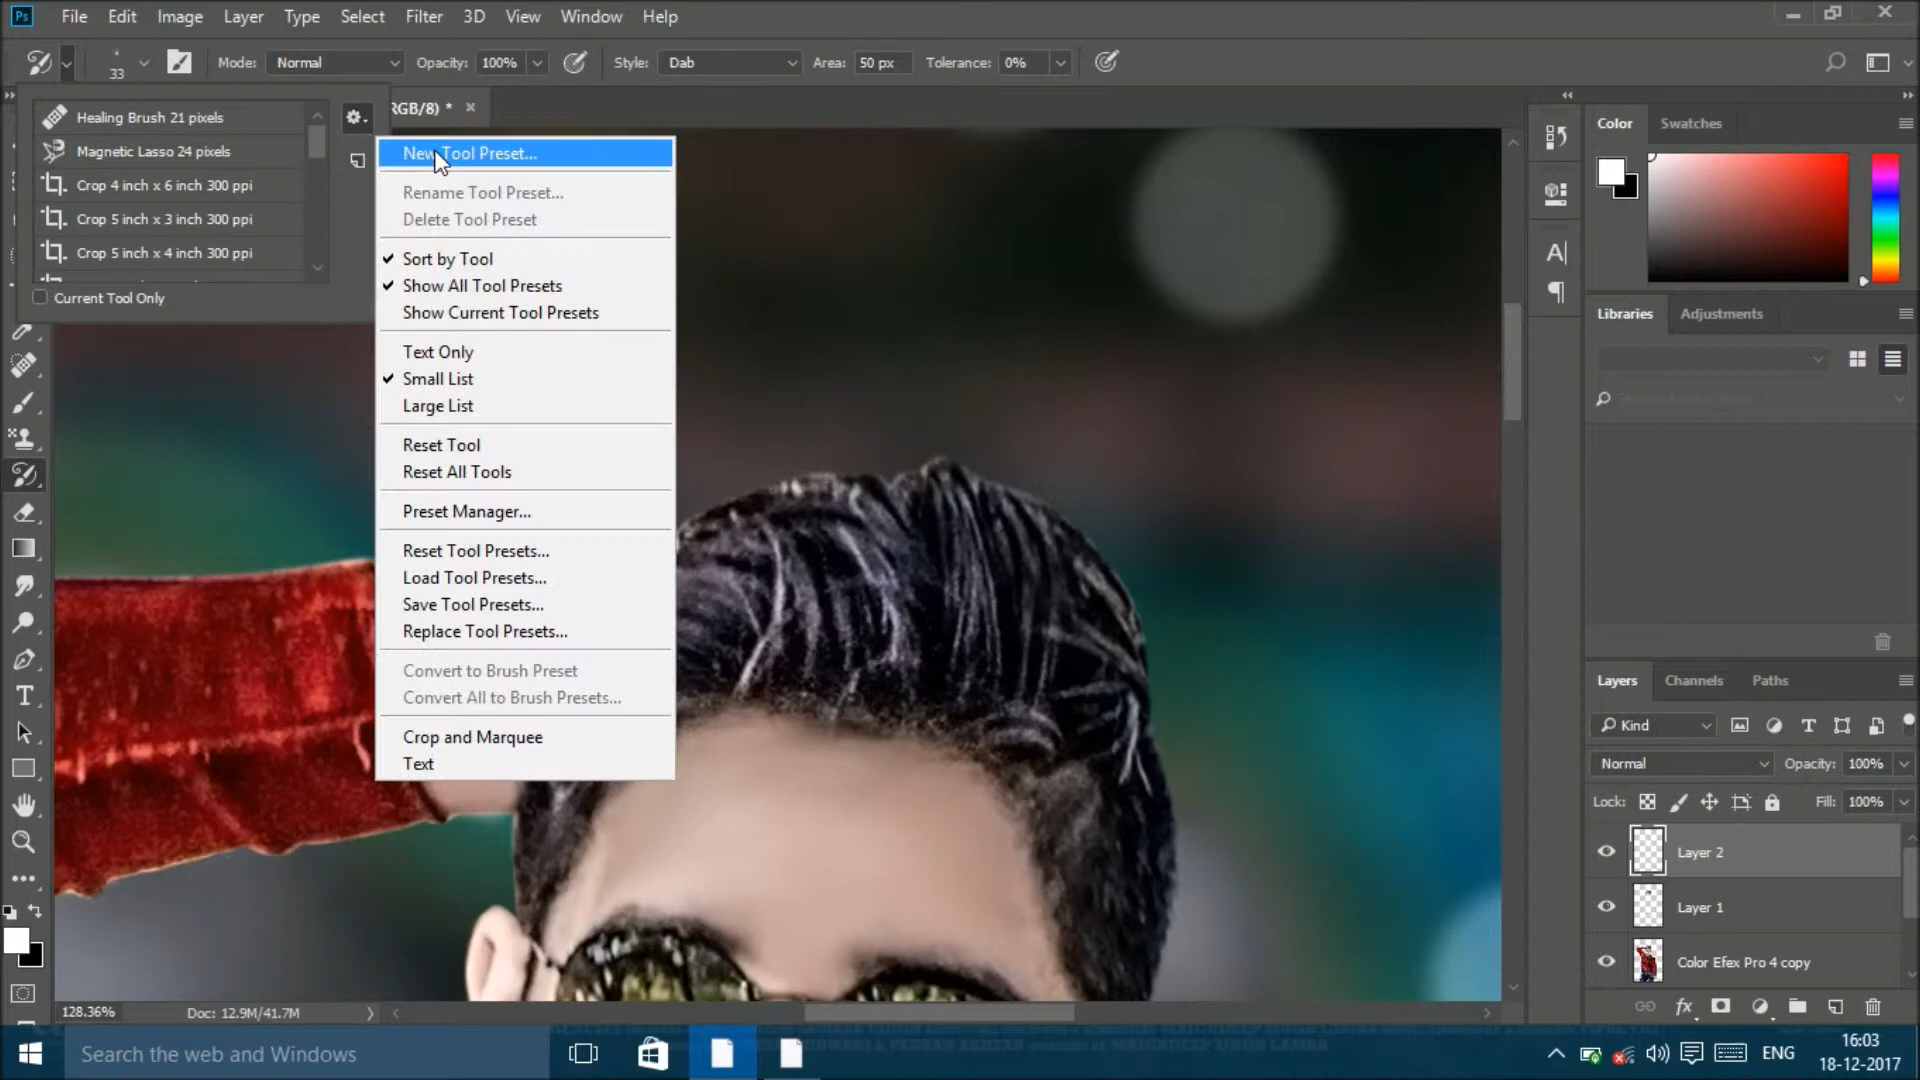 Ps File Edit Image Layer Type Select Filter 3D View Window Help
33 Mode: Normal Opacity: 100% Style: Dab Area: 50 px Tolerance: 0%
RGB/8) *
Healing Brush 21 pixels
Magnetic Lasso 24 pixels
Crop 4 inch x 6 inch 300 ppi
Crop 5 inch x 3 inch 300 ppi
Crop 5 inch x 4 inch 300 ppi
Current Tool Only
New Tool Preset...
Rename Tool Preset...
Delete Tool Preset
Sort by Tool
Show All Tool Presets
Show Current Tool Presets
Text Only
Small List
Large List
Reset Tool
Reset All Tools
Preset Manager...
Reset Tool Presets...
Load Tool Presets...
Save Tool Presets...
Replace Tool Presets...
Convert to Brush Preset
Convert All to Brush Presets...
Crop and Marquee
Text
Color Swatches
Libraries Adjustments
Layers Channels Paths
Kind
Normal Opacity: 100%
Lock: Fill: 100%
Layer 2
Layer 1
Color Efex Pro 4 copy
fx
128.36% Doc: 12.9M/41.7M
Search the web and Windows
ENG
16:03
18-12-2017